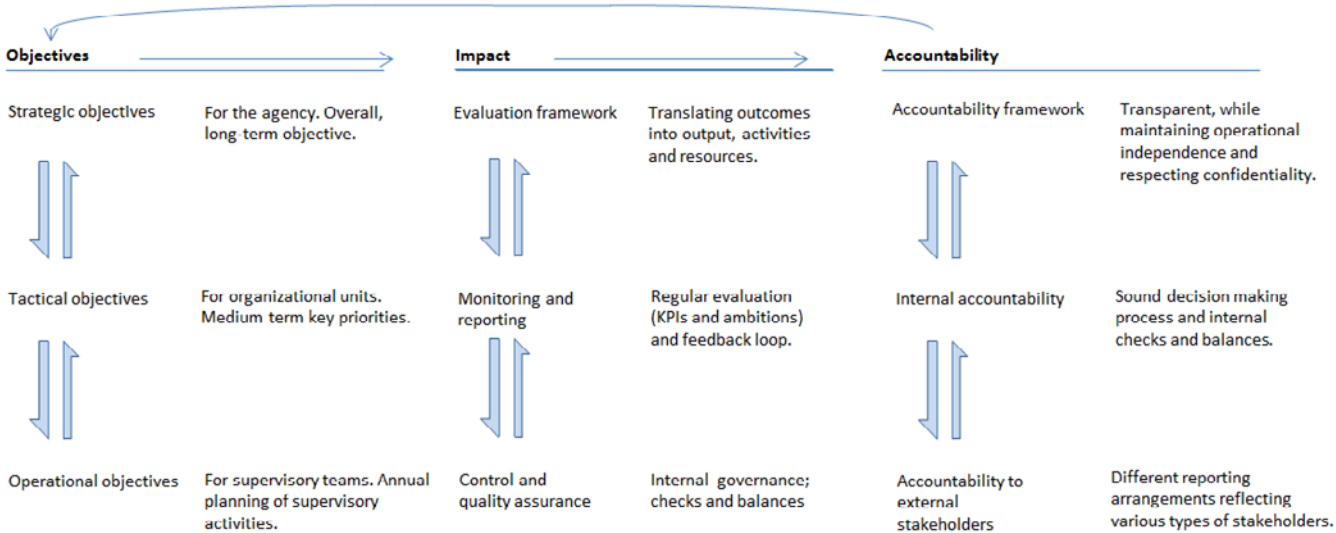 Objectives
Impact
Accountability
Strategic objectives
For the agency. Overall,
long-term objective.
Evaluation framework
Translating outcomes
into output, activities
and resources.
Accountability framework
Transparent, while
maintaining operational
independence and
respecting confidentiality.
Tactical objectives
For organizational units.
Medium term key priorities.
Monitoring and
reporting
Regular evaluation
(KPIs and ambitions)
and feedback loop.
Internal accountability
Sound decision making
process and internal
checks and balances.
Operational objectives
For supervisory teams. Annual
planning of supervisory
activities.
Control and
quality assurance
Internal governance;
checks and balances
Accountability to
external
stakeholders
Different reporting
arrangements reflecting
various types of stakeholders.